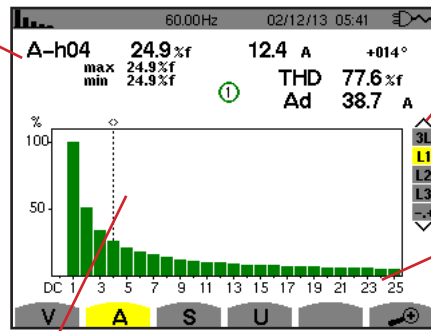 60.00Hz 02/12/13 05:41
A-h04 24.9 %f 12.4 A +014°
max 24.9%f
min 24.9%f
① THD 77.6 %f
Ad 38.7 A
%
100
50
3L
L1
L2
L3
DC 1 3 5 7 9 11 13 15 17 19 21 23 25
V A S U